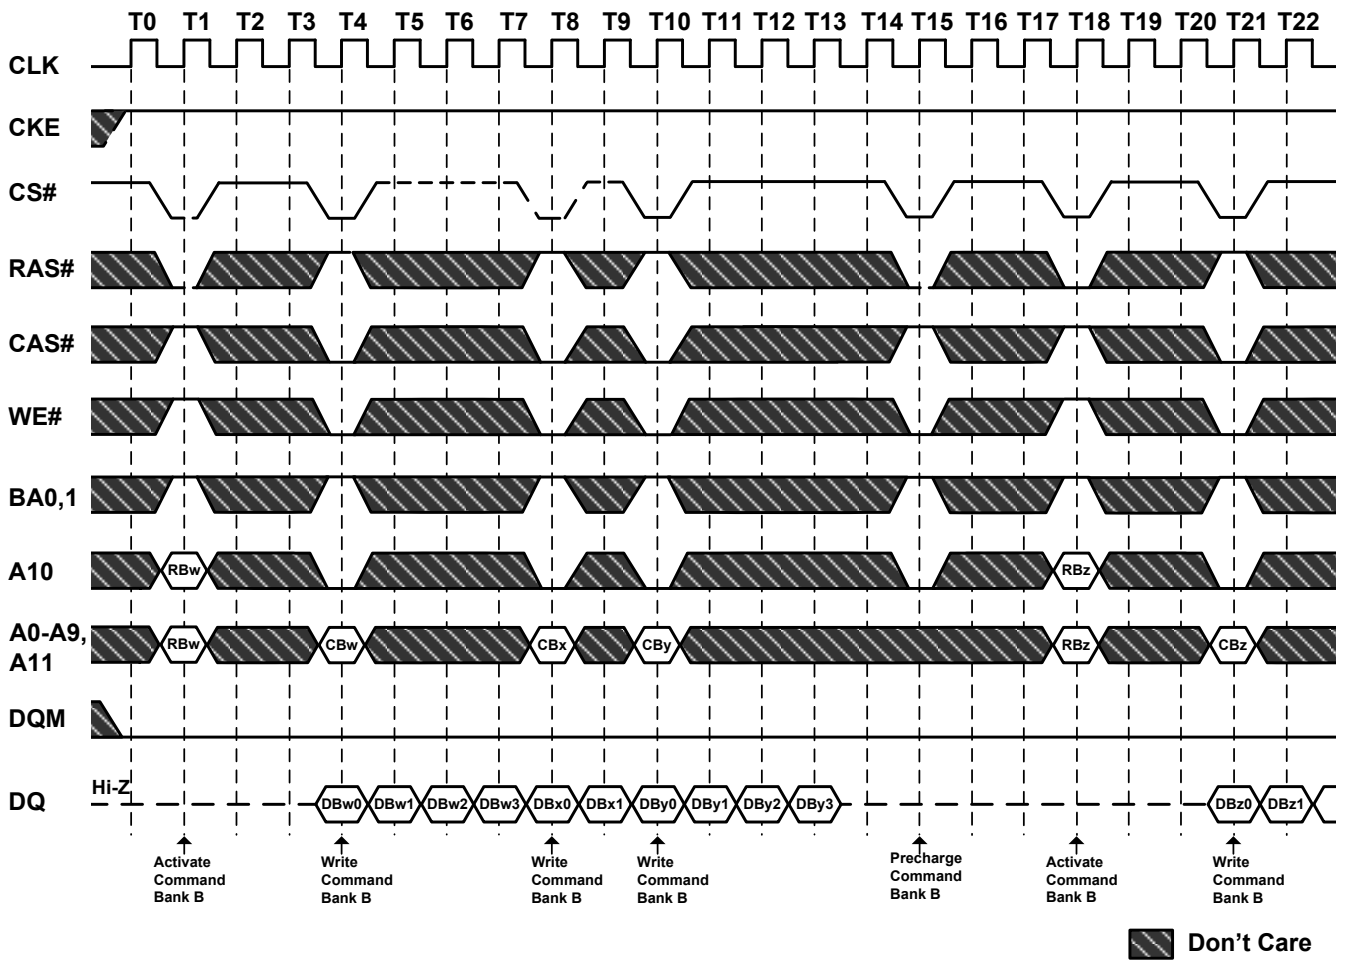 T0 T1 T2 T3 T4 T5 T6 T7 T8 T9 T10 T11 T12 T13 T14 T15 T16 T17 T18 T19 T20 T21 T22
CLK
CKE
CS#
RAS#
CAS#
WE#
BA0,1
A10
RBw
RBz
A0-A9,
A11
RBw
CBw
CBx
CBy
RBz
CBz
DQM
DQ
Hi-Z
DBw0 DBw1 DBw2 DBw3 DBx0 DBx1 DBy0 DBy1 DBy2 DBy3
DBz0 DBz1
Activate
Command
Bank B
Write
Command
Bank B
Write
Command
Bank B
Write
Command
Bank B
Precharge
Command
Bank B
Activate
Command
Bank B
Write
Command
Bank B
Don't Care